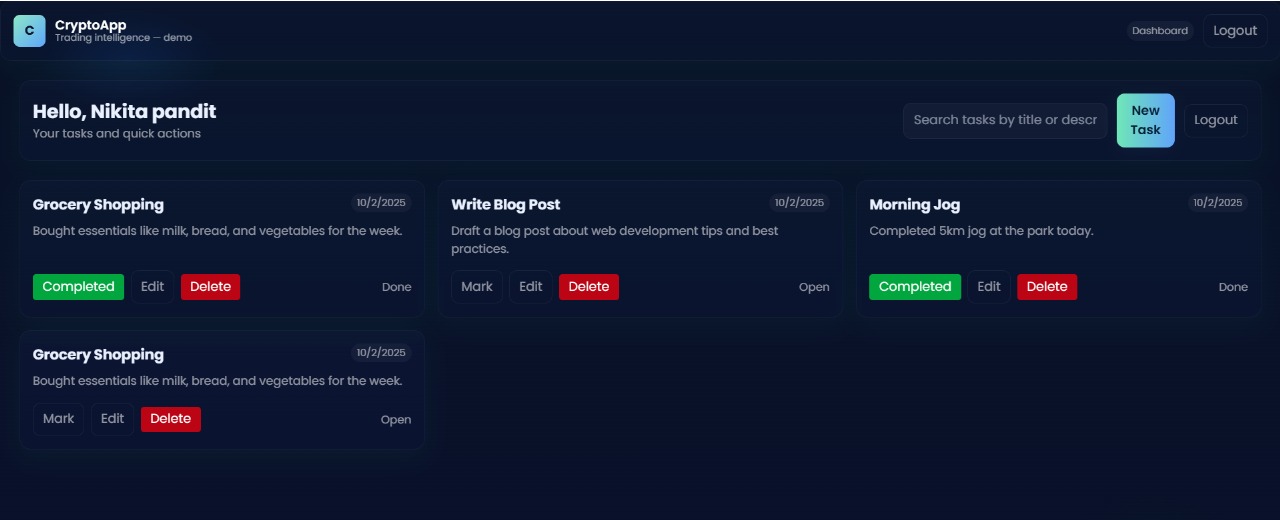 C
CryptoApp
Trading intelligence — demo
Dashboard
Logout
Hello, Nikita pandit
Your tasks and quick actions
Search tasks by title or descr
New
Task
Logout
Grocery Shopping
10/2/2025
Bought essentials like milk, bread, and vegetables for the week.
Completed
Edit
Delete
Done
Write Blog Post
10/2/2025
Draft a blog post about web development tips and best
practices.
Mark
Edit
Delete
Open
Morning Jog
10/2/2025
Completed 5km jog at the park today.
Completed
Edit
Delete
Done
Grocery Shopping
10/2/2025
Bought essentials like milk, bread, and vegetables for the week.
Mark
Edit
Delete
Open